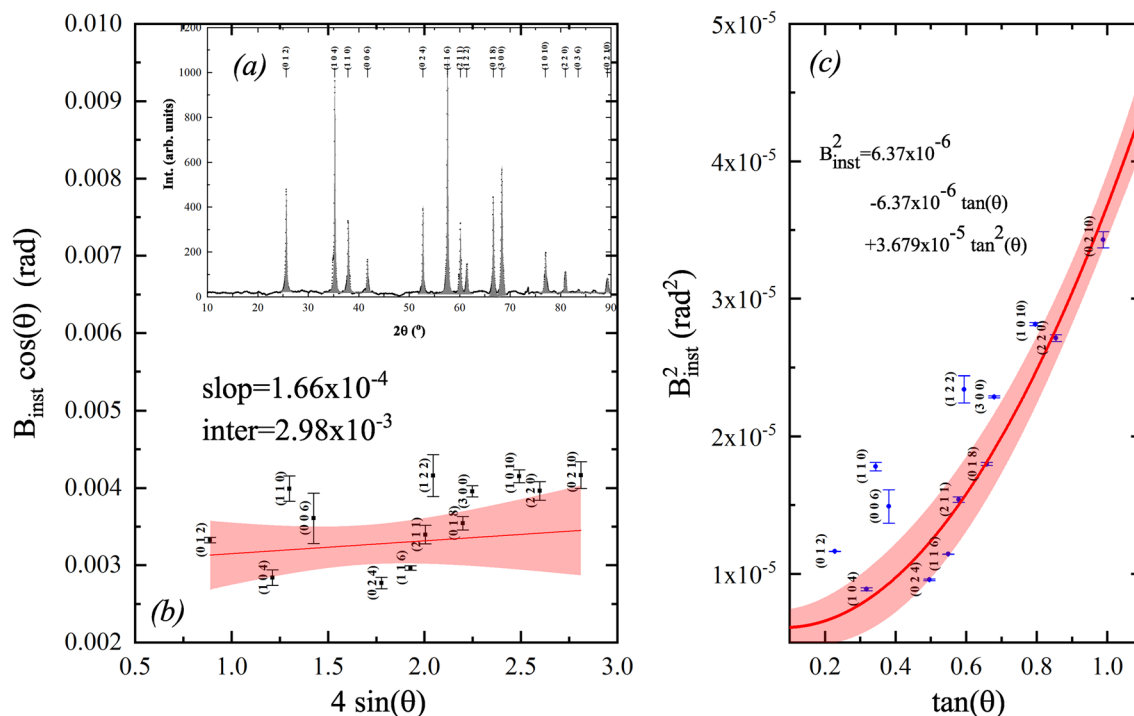 0.010
0.009
0.008
0.007
0.006
0.005
0.004
0.003
0.002
B_inst cos(θ) (rad)
0.5 1.0 1.5 2.0 2.5 3.0
4 sin(θ)
(a)
1200
1000
800
600
400
200
0
Int. (arb. units)
10 20 30 40 50 60 70 80 90
2θ (º)
(0 1 2)
(1 0 4)
(1 1 0)
(0 0 6)
(0 2 4)
(1 1 6)
(2 1 1)
(1 2 2)
(0 1 8)
(3 0 0)
(1 0 10)
(2 2 0)
(0 3 6)
(0 2 10)
slop=1.66x10^-4
inter=2.98x10^-3
(0 1 2)
(1 0 4)
(1 1 0)
(0 0 6)
(0 2 4)
(1 1 6)
(2 1 1)
(1 2 2)
(0 1 8)
(3 0 0)
(1 0 10)
(2 2 0)
(0 2 10)
(b)
5x10^-5
4x10^-5
3x10^-5
2x10^-5
1x10^-5
B^2_inst (rad^2)
0.2 0.4 0.6 0.8 1.0
tan(θ)
(c)
B^2_inst=6.37x10^-6
-6.37x10^-6 tan(θ)
+3.679x10^-5 tan^2(θ)
(0 1 2)
(1 0 4)
(1 1 0)
(0 0 6)
(0 2 4)
(1 1 6)
(2 1 1)
(1 2 2)
(0 1 8)
(3 0 0)
(1 0 10)
(2 2 0)
(0 2 10)